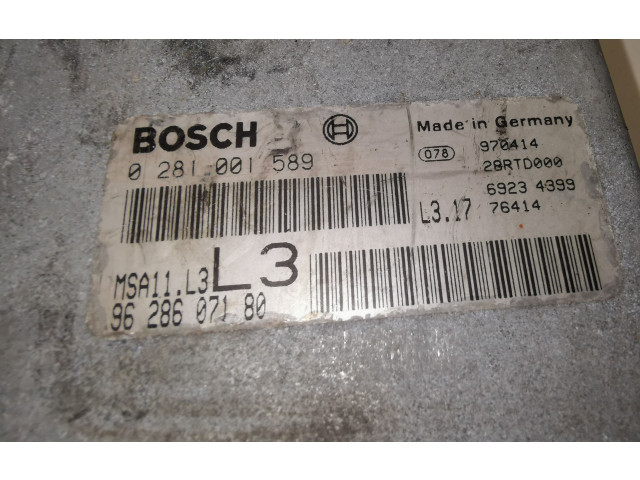 BOSCH
0 281 001 589
MSA11.L3 L3
96 286 071 80
Made in Germany
078 970414
28RTD000
6923 4399
L3.17 76414